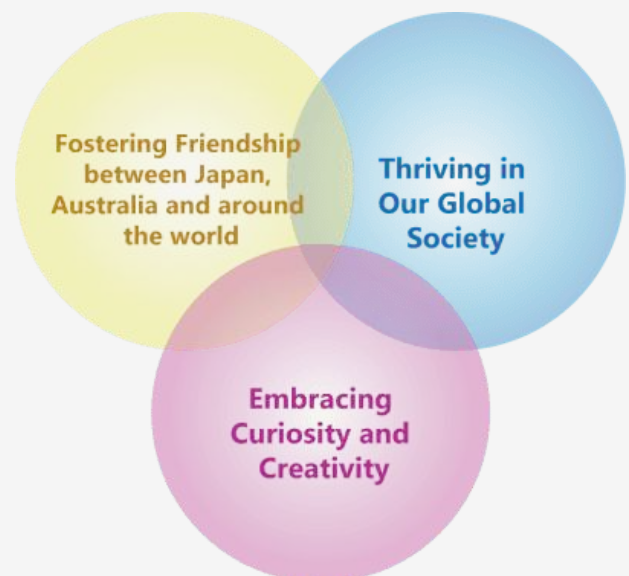 Fostering Friendship
between Japan,
Australia and around
the world
Thriving in
Our Global
Society
Embracing
Curiosity and
Creativity